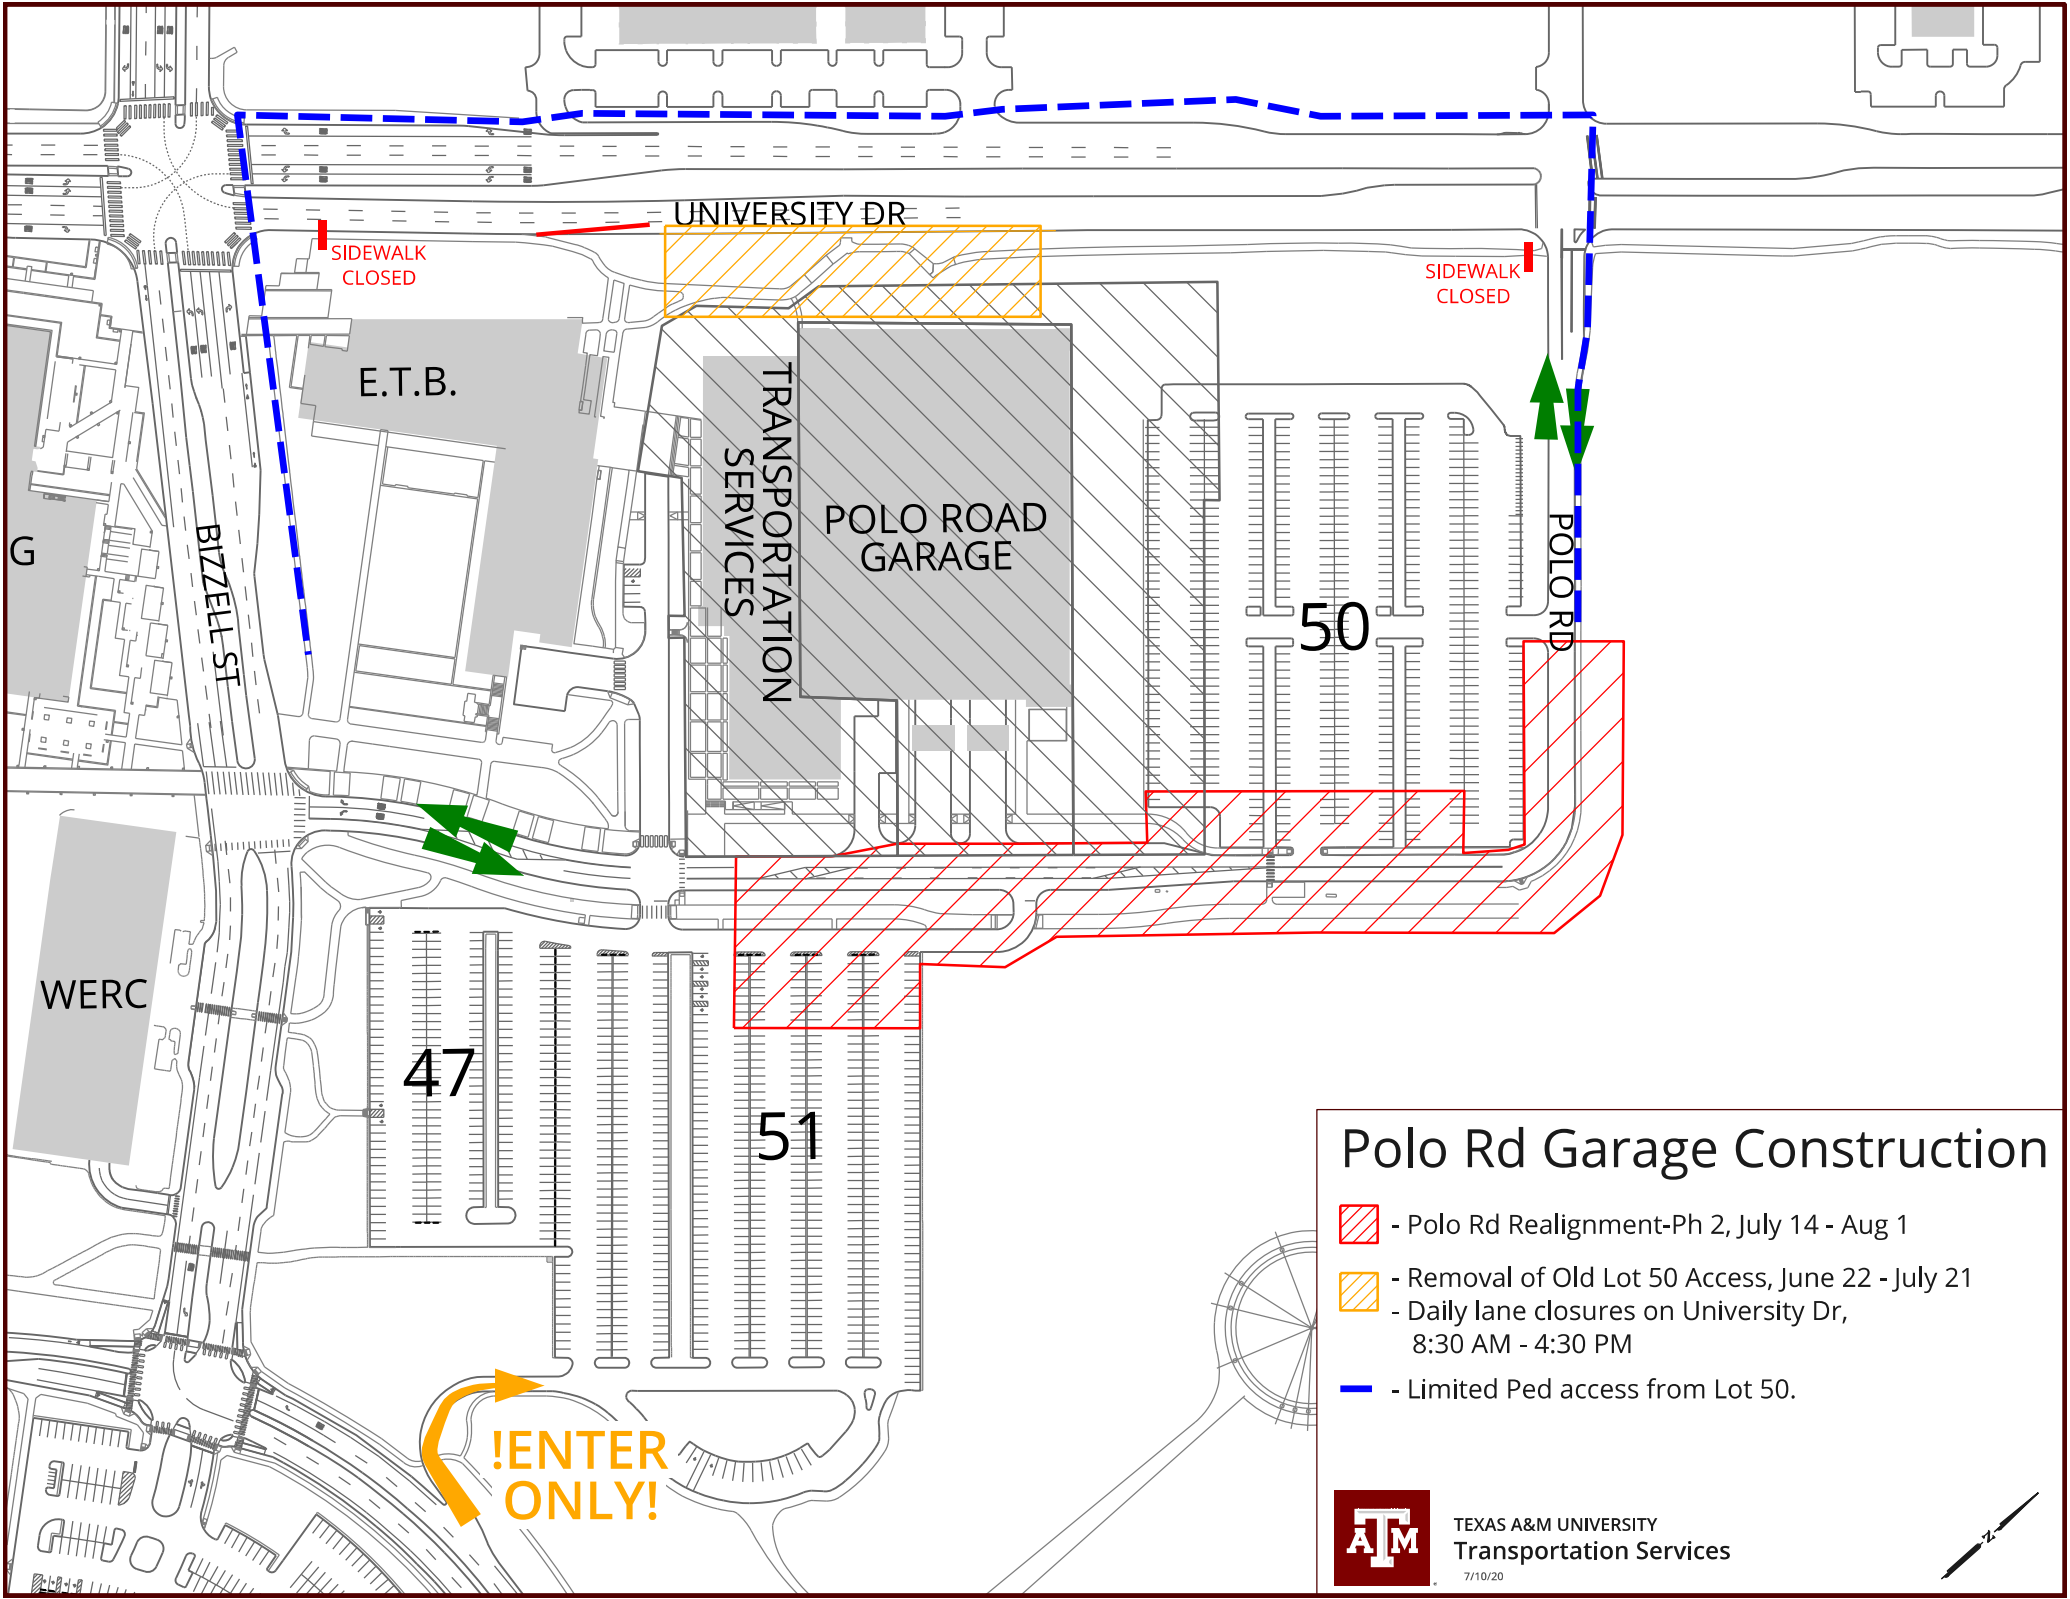 UNIVERSITY DR
SIDEWALK
CLOSED
SIDEWALK
CLOSED
E.T.B.
TRANSPORTATION
SERVICES
POLO ROAD
GARAGE
POLO RD
G
BIZZELL ST
50
WERC
47
51
!ENTER
ONLY!
Polo Rd Garage Construction
- Polo Rd Realignment-Ph 2, July 14 - Aug 1
- Removal of Old Lot 50 Access, June 22 - July 21
- Daily lane closures on University Dr,
8:30 AM - 4:30 PM
- Limited Ped access from Lot 50.
ATM
TEXAS A&M UNIVERSITY
Transportation Services
7/10/20
N